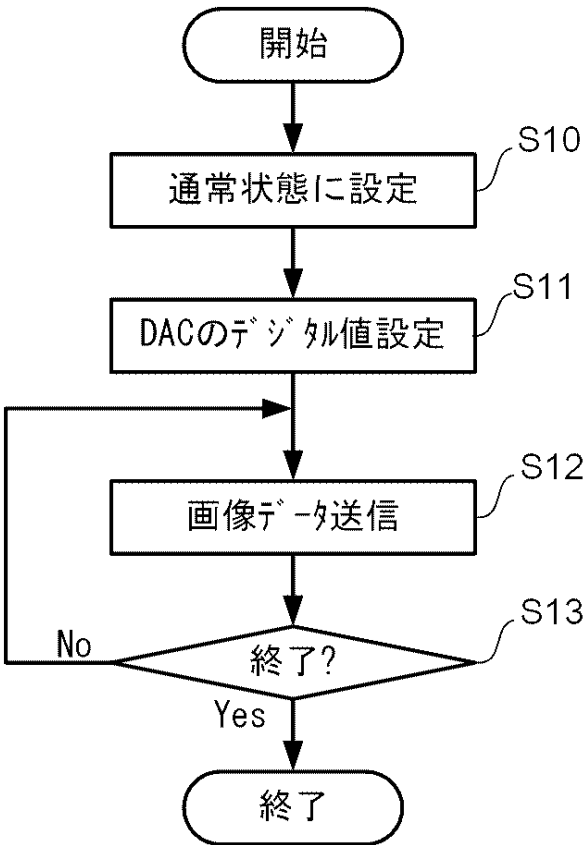 開始
S10
通常状態に設定
S11
DACのﾃﾞｼﾞﾀﾙ値設定
S12
画像ﾃﾞｰﾀ送信
S13
終了?
No
Yes
終了